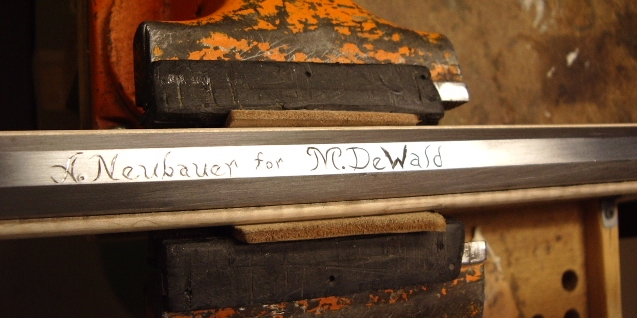 A. Neubauer for M. DeWald